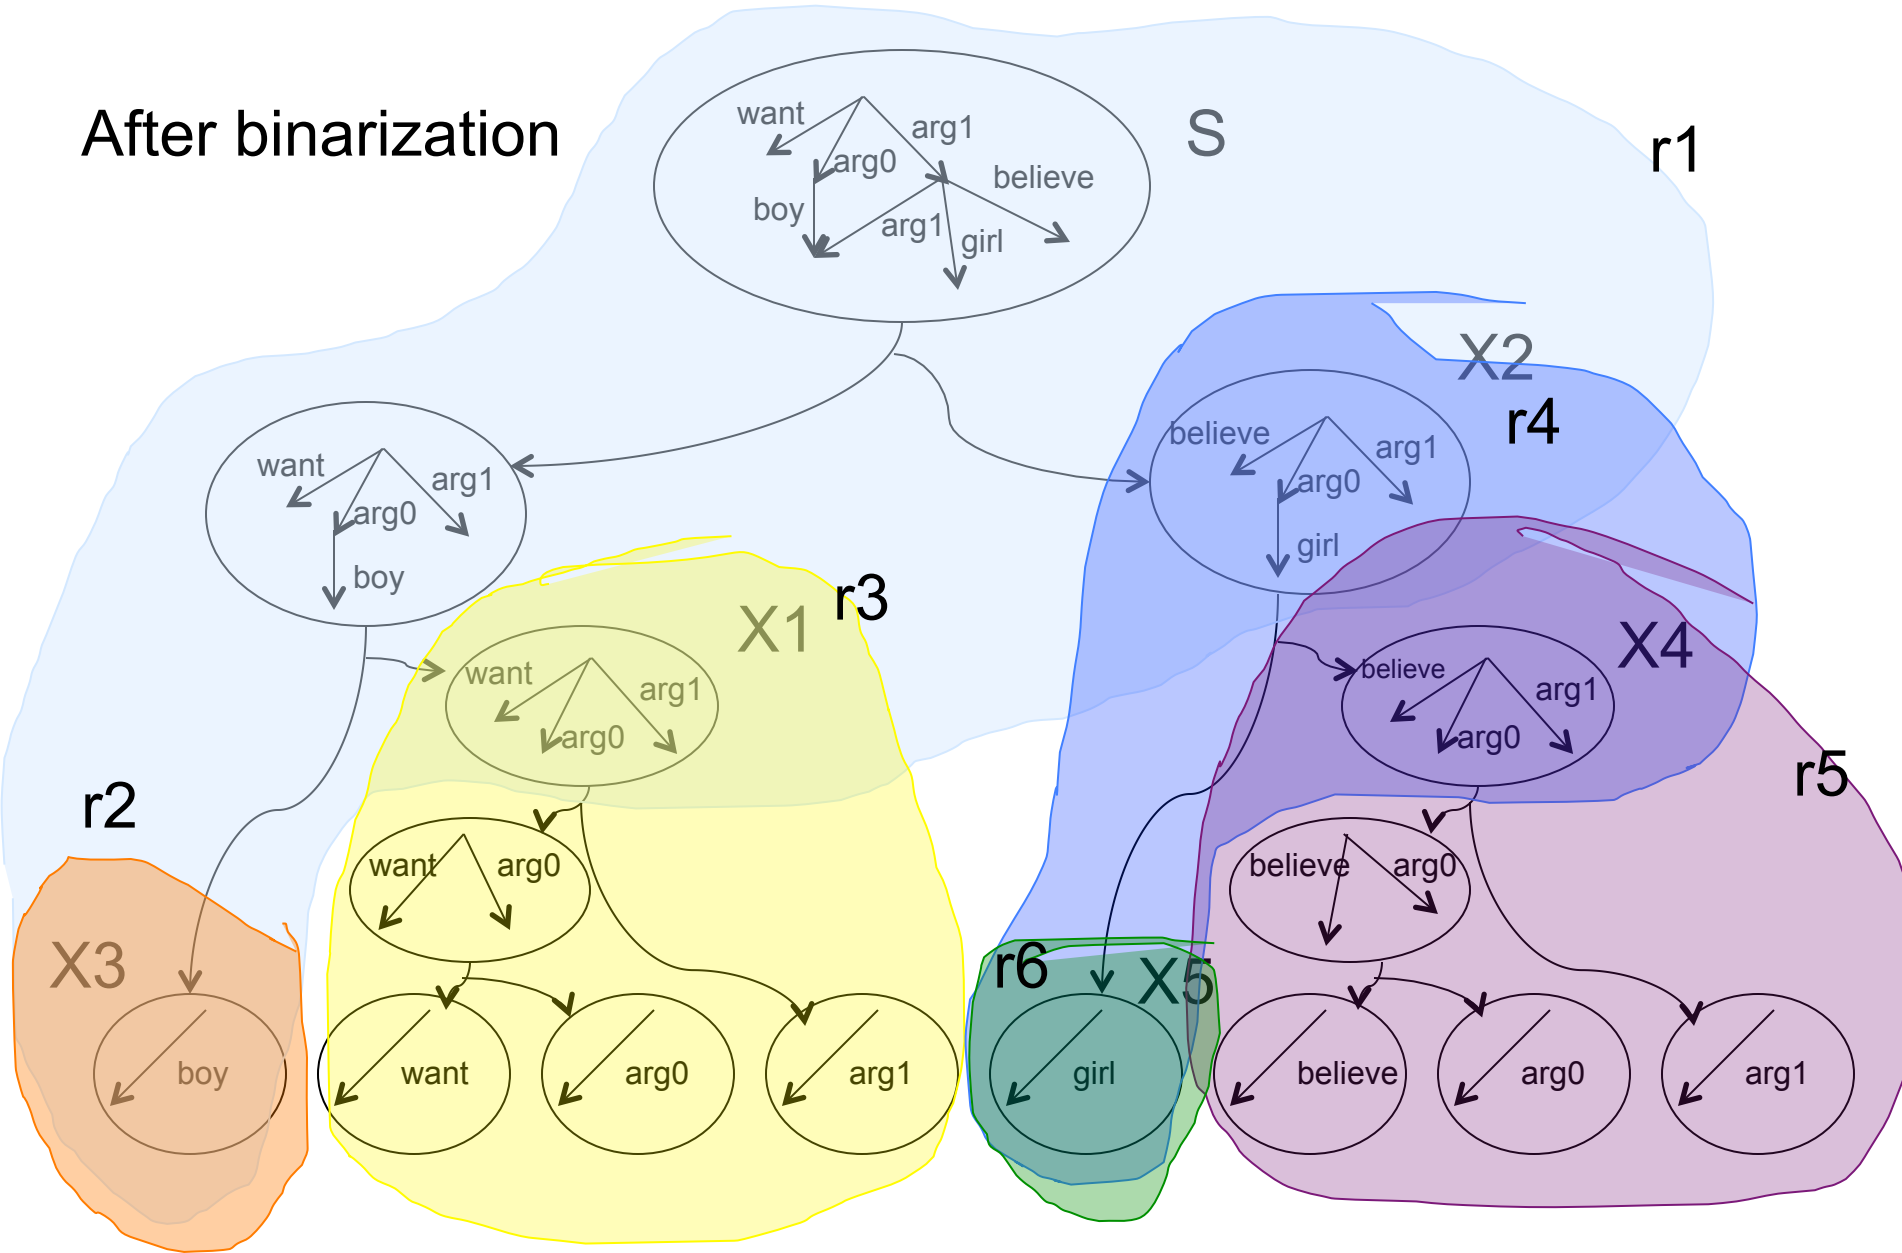 After binarization
want
arg1
S
r1
arg0
believe
boy
arg1
girl
X2
r4
want
arg1
arg0
boy
believe
arg1
arg0
girl
r3
X1
want
arg1
arg0
X4
believe
arg1
arg0
r5
r2
want
arg0
believe
arg0
X3
r6
X5
boy
want
arg0
arg1
girl
believe
arg0
arg1